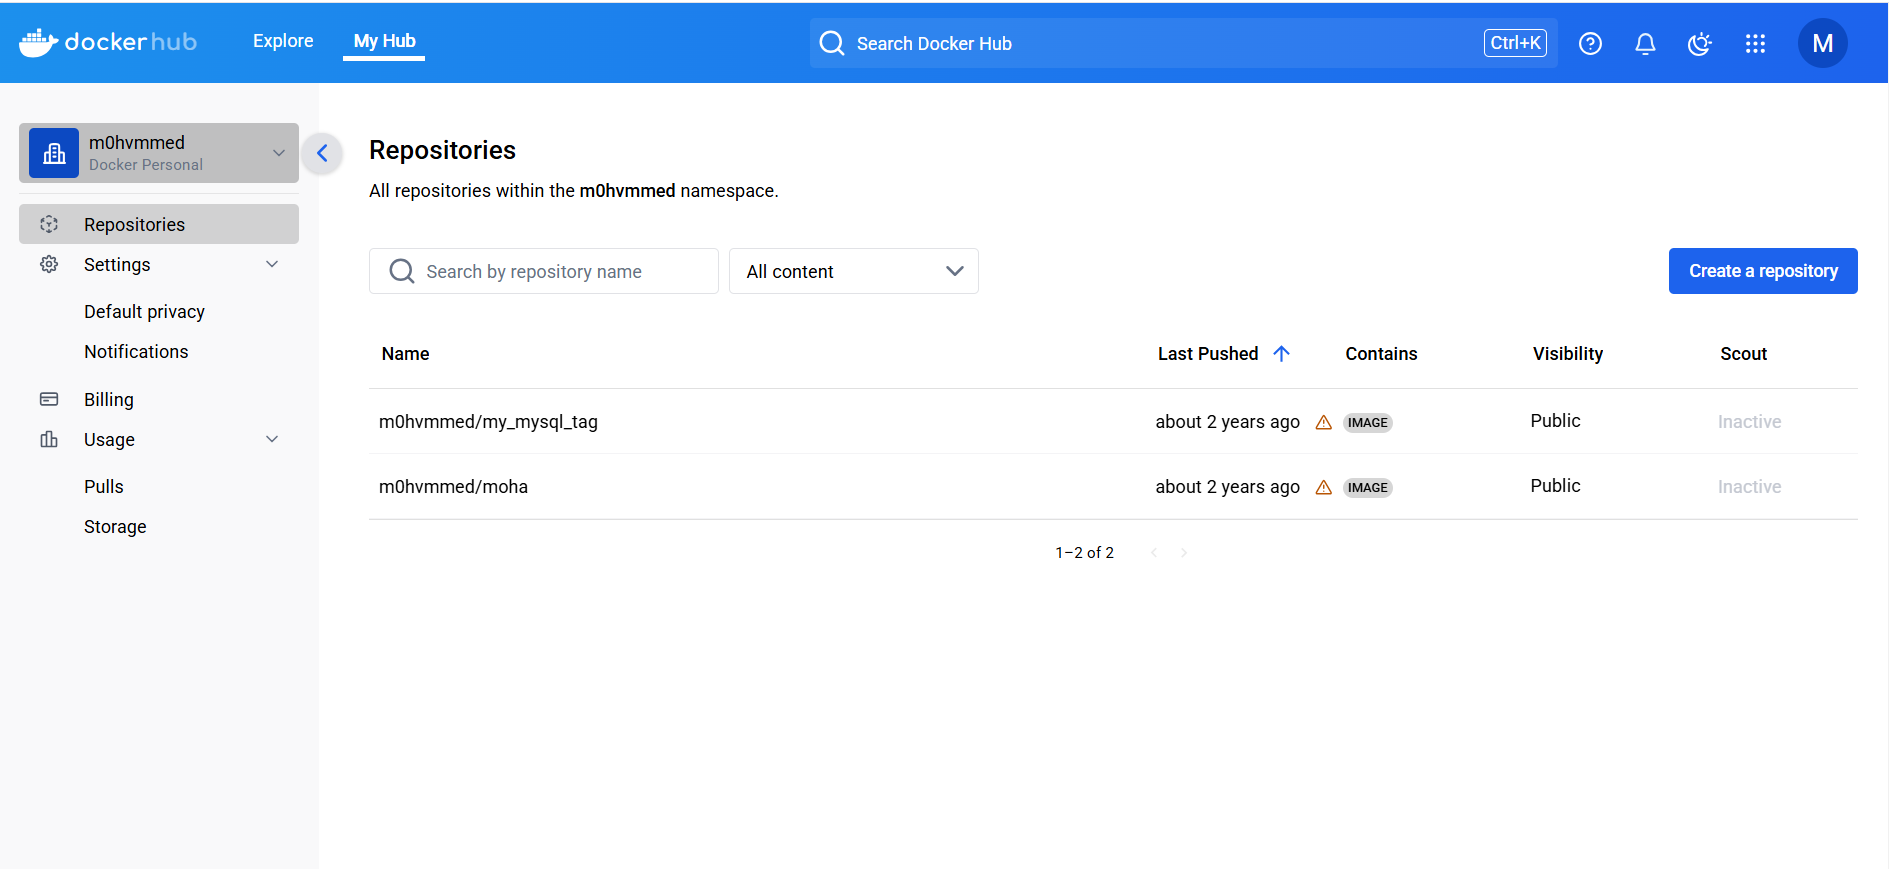 dockerhub
Explore
My Hub
Search Docker Hub
Ctrl+K
M
m0hvmmed
Docker Personal
Repositories
Settings
Default privacy
Notifications
Billing
Usage
Pulls
Storage
Repositories
All repositories within the m0hvmmed namespace.
Search by repository name
All content
Create a repository
Name Last Pushed Contains Visibility Scout
m0hvmmed/my_mysql_tag about 2 years ago IMAGE Public Inactive
m0hvmmed/moha about 2 years ago IMAGE Public Inactive
1–2 of 2